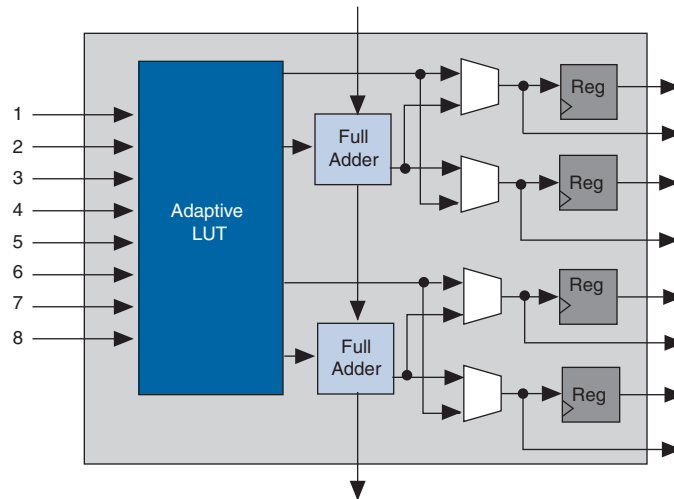 1
2
3
4
5
6
7
8
Adaptive
LUT
Full
Adder
Full
Adder
Reg
Reg
Reg
Reg